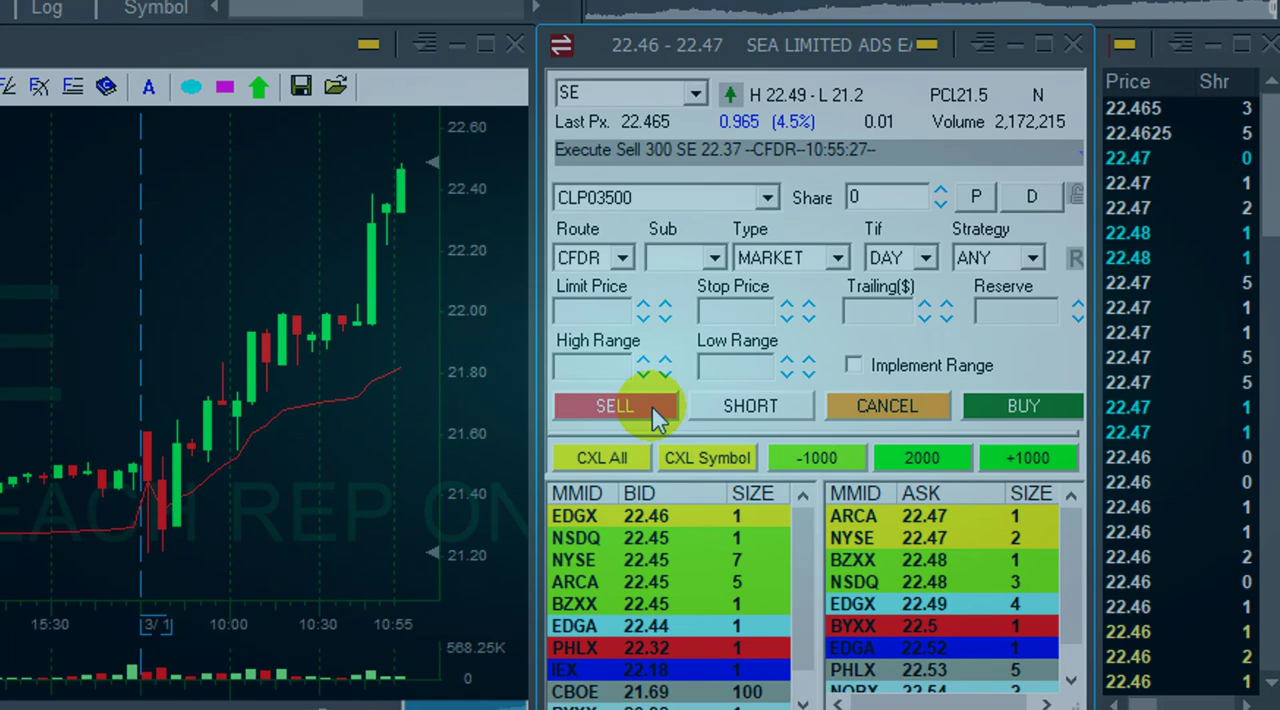 Log Symbol
22.46 - 22.47 SEA LIMITED ADS EA
A
SE
H 22.49 - L 21.2 PCL21.5 N
Last Px. 22.465 0.965 (4.5%) 0.01 Volume 2,172,215
Execute Sell 300 SE 22.37 --CFDR--10:55:27--
CLP03500 Share 0 P D
Route Sub Type Tif Strategy
CFDR MARKET DAY ANY R
Limit Price Stop Price Trailing($) Reserve
High Range Low Range
Implement Range
SELL SHORT CANCEL BUY
CXL All CXL Symbol -1000 2000 +1000
MMID BID SIZE
EDGX 22.46 1
NSDQ 22.45 1
NYSE 22.45 7
ARCA 22.45 5
BZXX 22.45 1
EDGA 22.44 1
PHLX 22.32 1
IEX 22.18 1
CBOE 21.69 100
MMID ASK SIZE
ARCA 22.47 1
NYSE 22.47 2
BZXX 22.48 1
NSDQ 22.48 3
EDGX 22.49 4
BYXX 22.5 1
EDGA 22.52 1
PHLX 22.53 5
22.54 2
Price Shr
22.465 3
22.4625 5
22.47 0
22.47 1
22.47 2
22.48 1
22.48 1
22.47 5
22.47 1
22.47 1
22.47 5
22.47 5
22.47 1
22.47 1
22.46 0
22.46 0
22.46 1
22.46 1
22.46 2
22.46 0
22.46 1
22.46 1
22.46 2
22.46 1
22.60
22.40
22.20
22.00
21.80
21.60
21.40
21.20
EACH REP ON
15:30 3/ 1 10:00 10:30 10:55
568.25K
0